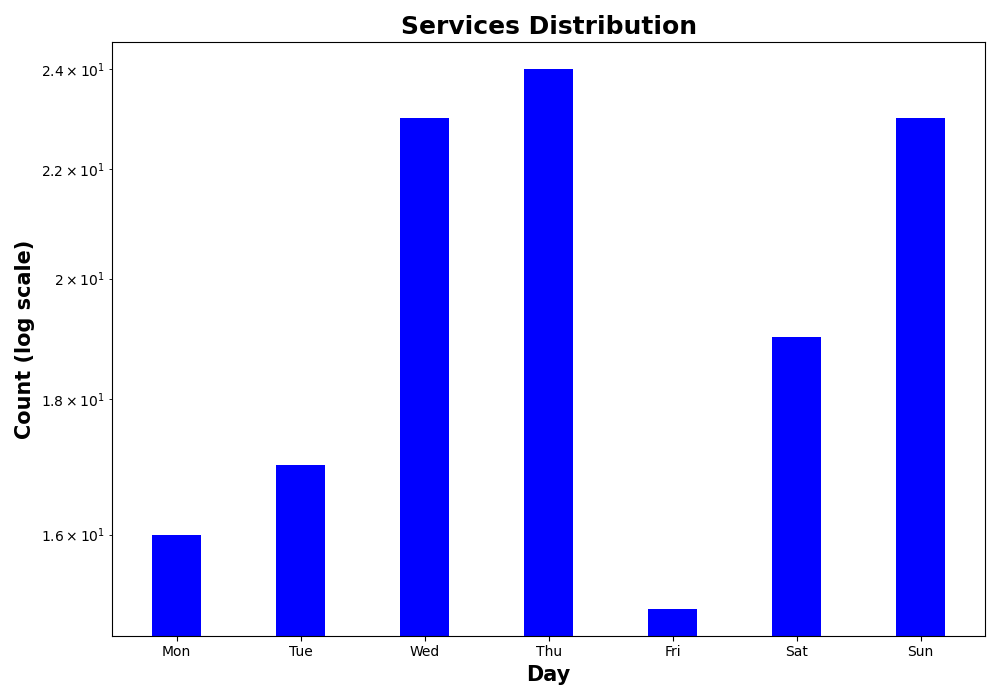 Services Distribution
2.4 × 10¹
2.2 × 10¹
2 × 10¹
1.8 × 10¹
1.6 × 10¹
Count (log scale)
Mon Tue Wed Thu Fri Sat Sun
Day